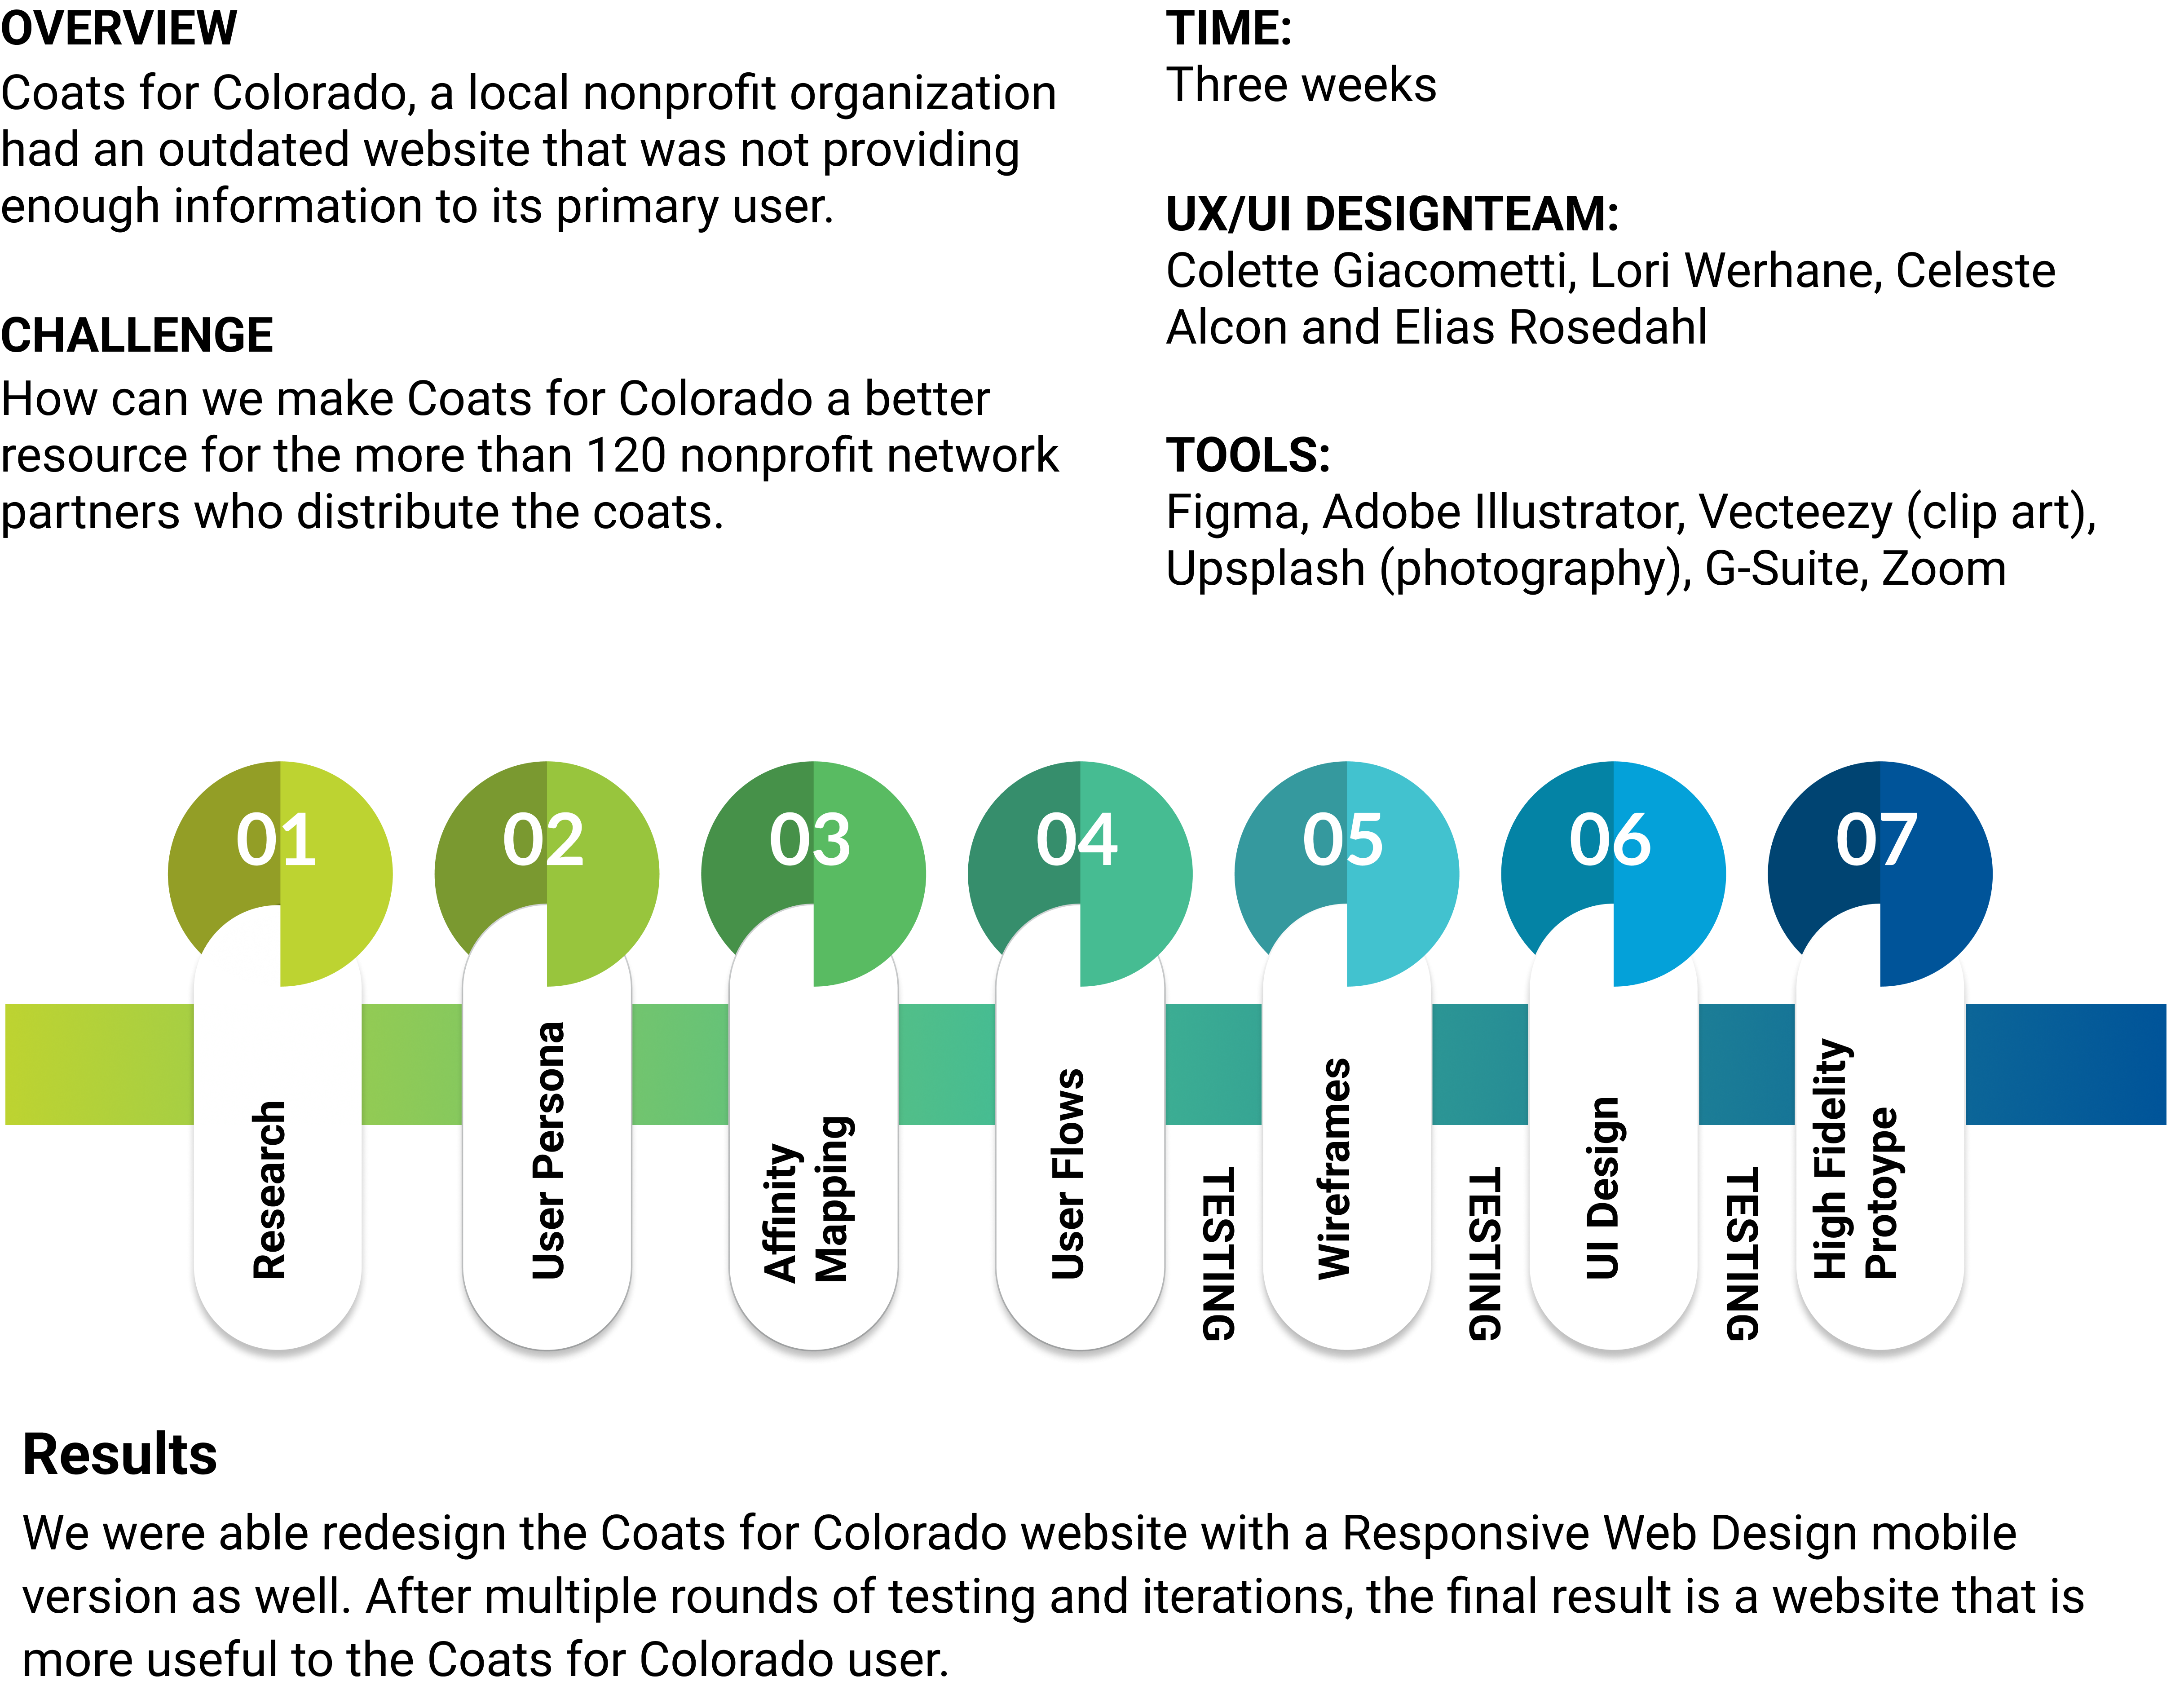 OVERVIEW
Coats for Colorado, a local nonprofit organization
had an outdated website that was not providing
enough information to its primary user.
CHALLENGE
How can we make Coats for Colorado a better
resource for the more than 120 nonprofit network
partners who distribute the coats.
TIME:
Three weeks
UX/UI DESIGNTEAM:
Colette Giacometti, Lori Werhane, Celeste
Alcon and Elias Rosedahl
TOOLS:
Figma, Adobe Illustrator, Vecteezy (clip art),
Upsplash (photography), G-Suite, Zoom
01
Research
02
User Persona
03
Affinity
Mapping
04
User Flows
TESTING
05
Wireframes
TESTING
06
UI Design
TESTING
07
High Fidelity
Protoype
Results
We were able redesign the Coats for Colorado website with a Responsive Web Design mobile
version as well. After multiple rounds of testing and iterations, the final result is a website that is
more useful to the Coats for Colorado user.